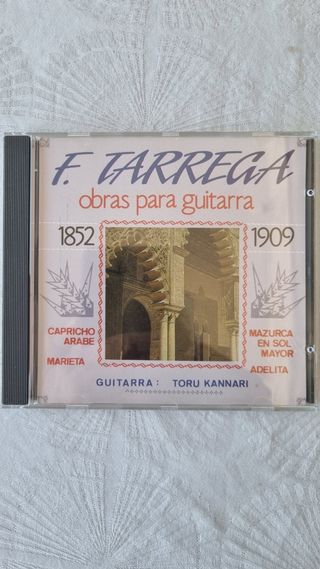 F. TARREGA
obras para guitarra
1852
1909
CAPRICHO
ARABE
MARIETA
MAZURCA
EN SOL
MAYOR
ADELITA
GUITARRA: TORU KANNARI